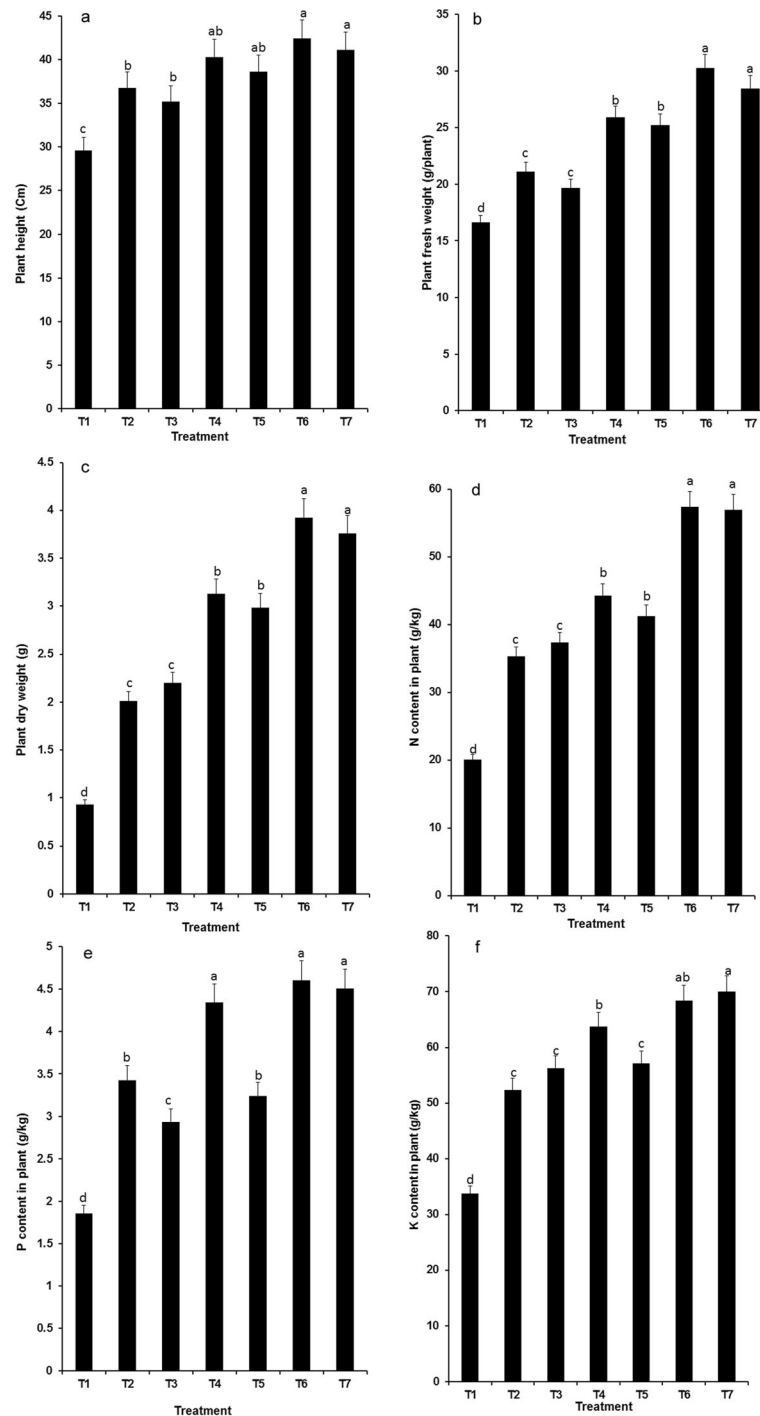 a
Plant height (Cm)
45
40
35
30
25
20
15
10
5
0
c b b ab ab a a
T1 T2 T3 T4 T5 T6 T7
Treatment
b
Plant fresh weight (g/plant)
35
30
25
20
15
10
5
0
d c c b b a a
T1 T2 T3 T4 T5 T6 T7
Treatment
c
Plant dry weight (g)
4.5
4
3.5
3
2.5
2
1.5
1
0.5
0
d c c b b a a
T1 T2 T3 T4 T5 T6 T7
Treatment
d
N content in plant (g/kg)
60
50
40
30
20
10
0
d c c b b a a
T1 T2 T3 T4 T5 T6 T7
Treatment
e
P content in plant (g/kg)
5
4.5
4
3.5
3
2.5
2
1.5
1
0.5
0
d b c a b a a
T1 T2 T3 T4 T5 T6 T7
Treatment
f
K content in plant (g/kg)
80
70
60
50
40
30
20
10
0
d c c b c ab a
T1 T2 T3 T4 T5 T6 T7
Treatment